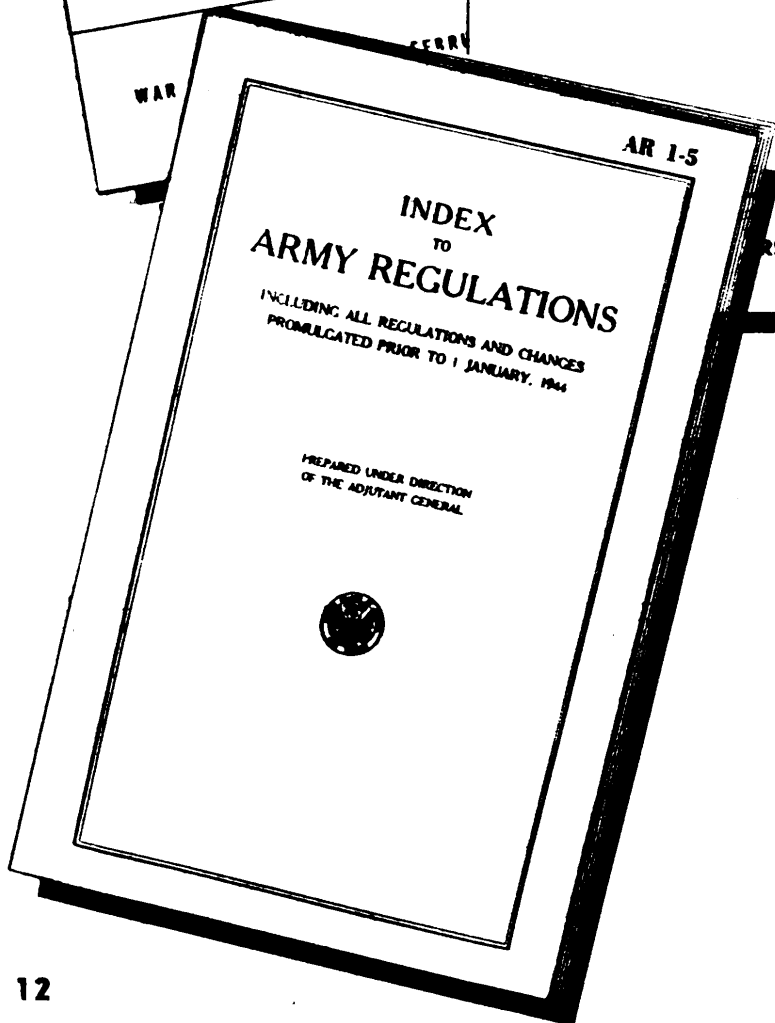 WAR
AR 1-5
INDEX
TO
ARMY REGULATIONS
INCLUDING ALL REGULATIONS AND CHANGES
PROMULGATED PRIOR TO 1 JANUARY, 1944
PREPARED UNDER DIRECTION
OF THE ADJUTANT GENERAL
12